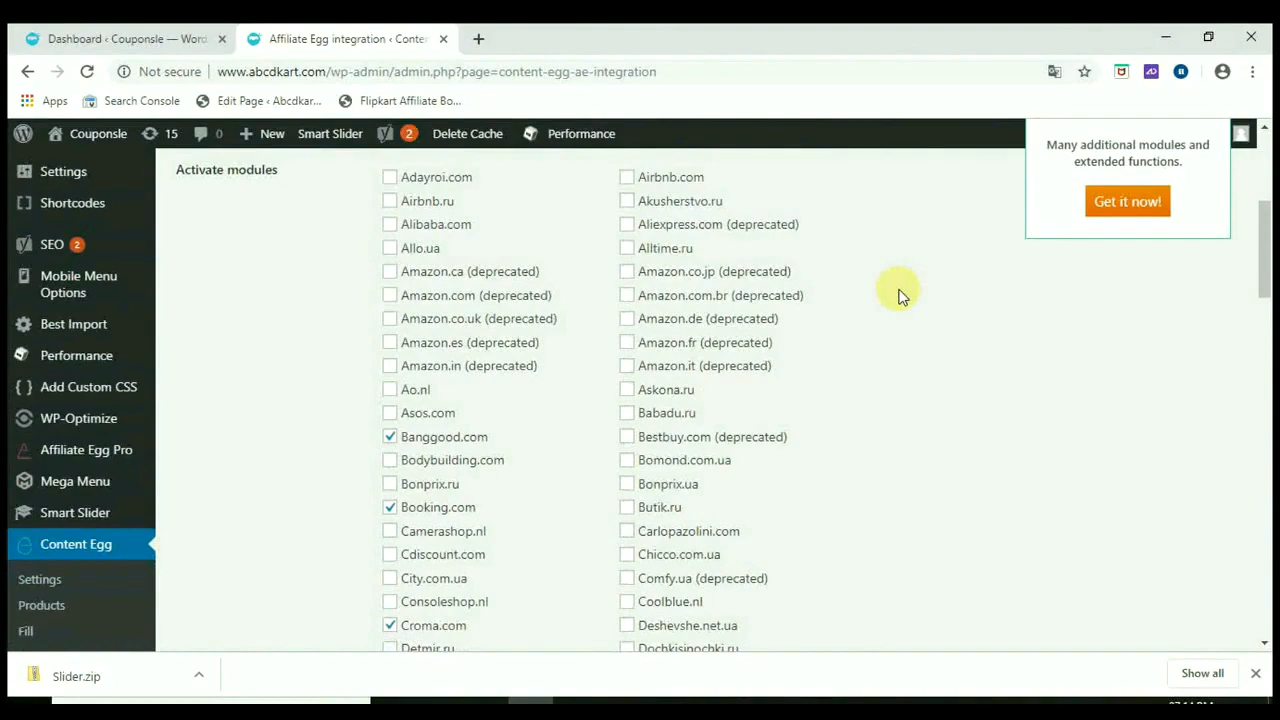 Dashboard ‹ Couponsle — Word
Affiliate Egg integration ‹ Conte
Not secure
www.abcdkart.com/wp-admin/admin.php?page=content-egg-ae-integration
Apps
Search Console
Edit Page ‹ Abcdkar...
Flipkart Affiliate Bo...
Couponsle
15
0
New
Smart Slider
2
Delete Cache
Performance
Many additional modules and
extended functions.
Get it now!
Settings
Shortcodes
SEO 2
Mobile Menu
Options
Best Import
Performance
Add Custom CSS
WP-Optimize
Affiliate Egg Pro
Mega Menu
Smart Slider
Content Egg
Settings
Products
Fill
Activate modules
Adayroi.com
Airbnb.com
Airbnb.ru
Akusherstvo.ru
Alibaba.com
Aliexpress.com (deprecated)
Allo.ua
Alltime.ru
Amazon.ca (deprecated)
Amazon.co.jp (deprecated)
Amazon.com (deprecated)
Amazon.com.br (deprecated)
Amazon.co.uk (deprecated)
Amazon.de (deprecated)
Amazon.es (deprecated)
Amazon.fr (deprecated)
Amazon.in (deprecated)
Amazon.it (deprecated)
Ao.nl
Askona.ru
Asos.com
Babadu.ru
Banggood.com
Bestbuy.com (deprecated)
Bodybuilding.com
Bomond.com.ua
Bonprix.ru
Bonprix.ua
Booking.com
Butik.ru
Camerashop.nl
Carlopazolini.com
Cdiscount.com
Chicco.com.ua
City.com.ua
Comfy.ua (deprecated)
Consoleshop.nl
Coolblue.nl
Croma.com
Deshevshe.net.ua
Detmir.ru
Dochkisinochki.ru
Slider.zip
Show all